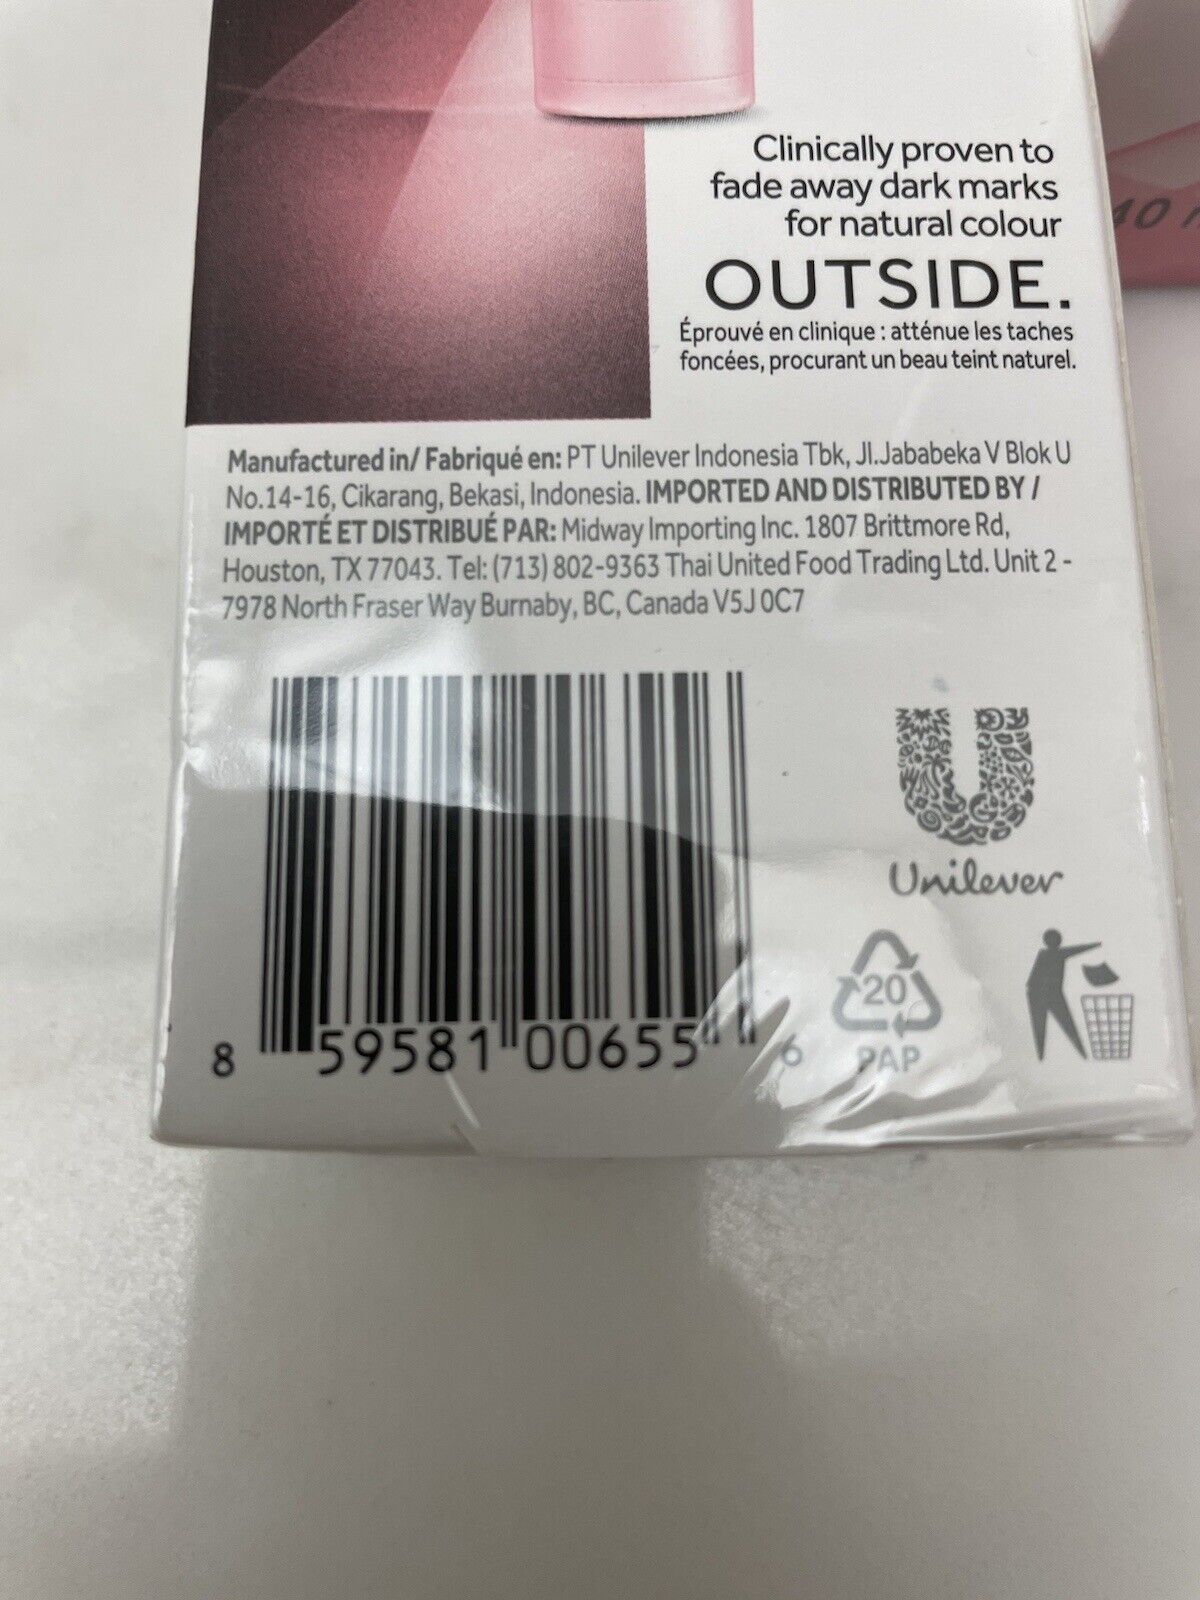 Clinically proven to
fade away dark marks
for natural colour
OUTSIDE.
Éprouvé en clinique : atténue les taches
foncées, procurant un beau teint naturel.
Manufactured in/ Fabriqué en: PT Unilever Indonesia Tbk, Jl.Jababeka V Blok U
No.14-16, Cikarang, Bekasi, Indonesia. IMPORTED AND DISTRIBUTED BY /
IMPORTÉ ET DISTRIBUÉ PAR: Midway Importing Inc. 1807 Brittmore Rd,
Houston, TX 77043. Tel: (713) 802-9363 Thai United Food Trading Ltd. Unit 2 -
7978 North Fraser Way Burnaby, BC, Canada V5J 0C7
Unilever
20
PAP
8 59581 00655 6